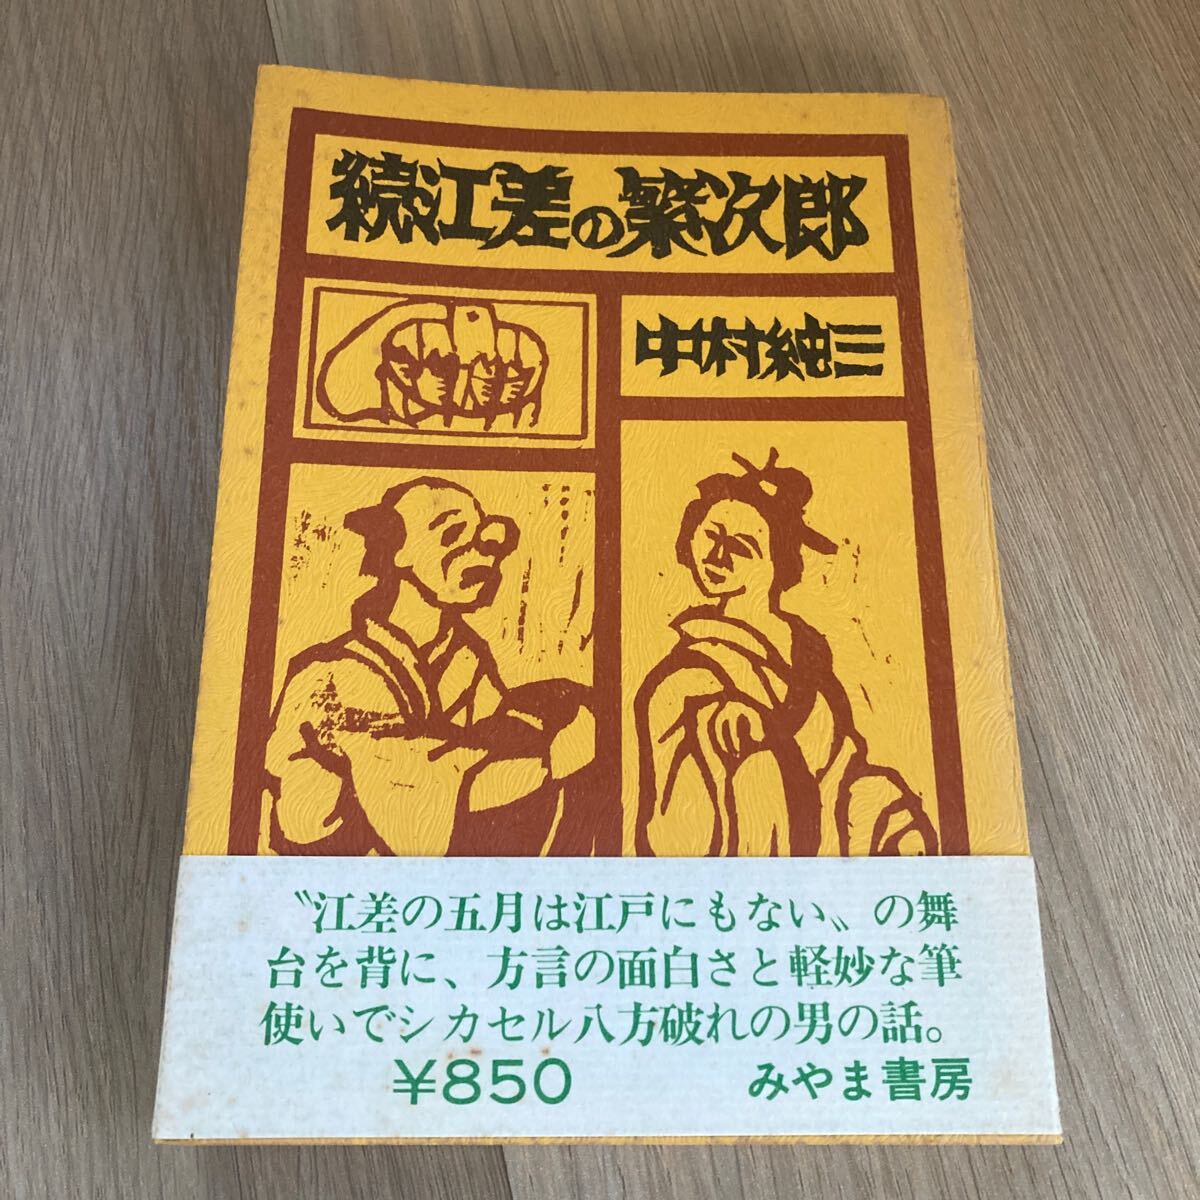 続江差の繁次郎
中村純三
〝江差の五月は江戸にもない〟の舞
台を背に、方言の面白さと軽妙な筆
使いでシカセル八方破れの男の話。
¥850 みやま書房